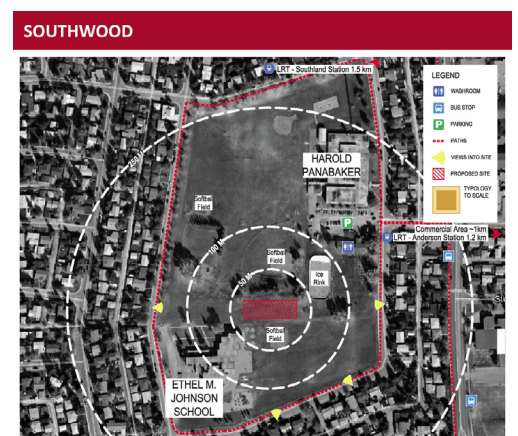 SOUTHWOOD
LRT - Southland Station 1.5 km
LEGEND
WASHROOM
BUS STOP
P PARKING
PATHS
VIEWS INTO SITE
PROPOSED SITE
TYPOLOGY
TO SCALE
HAROLD
PANABAKER
250 M
Softball
Field
100 M
P
Commercial Area ~1km
LRT - Anderson Station 1.2 km
Softball
Field
50 M
Ice
Rink
Softball
Field
ETHEL M.
JOHNSON
SCHOOL